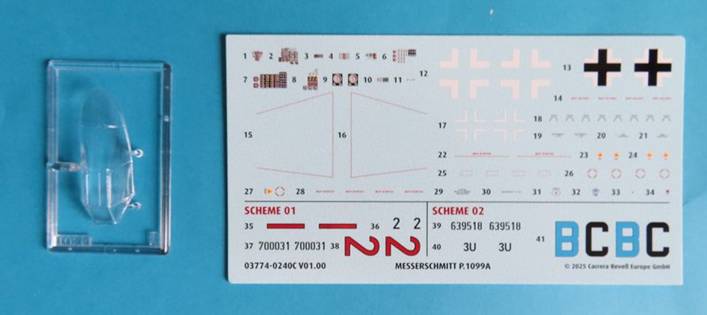 1 2 3 4 5 6
7 8 9 10 11 12
13
14
15 16 17 18
19 20 21
22 23 24
25 26
27 28 29 30 31 32 33 34
SCHEME 01
35 36 2 2
37 700031 700031 38 2 2
SCHEME 02
39 639518 639518
40 3U 3U 41 BCBC
03774-0240C V01.00 MESSERSCHMITT P.1099A © 2025 Carrera Revell Europe GmbH